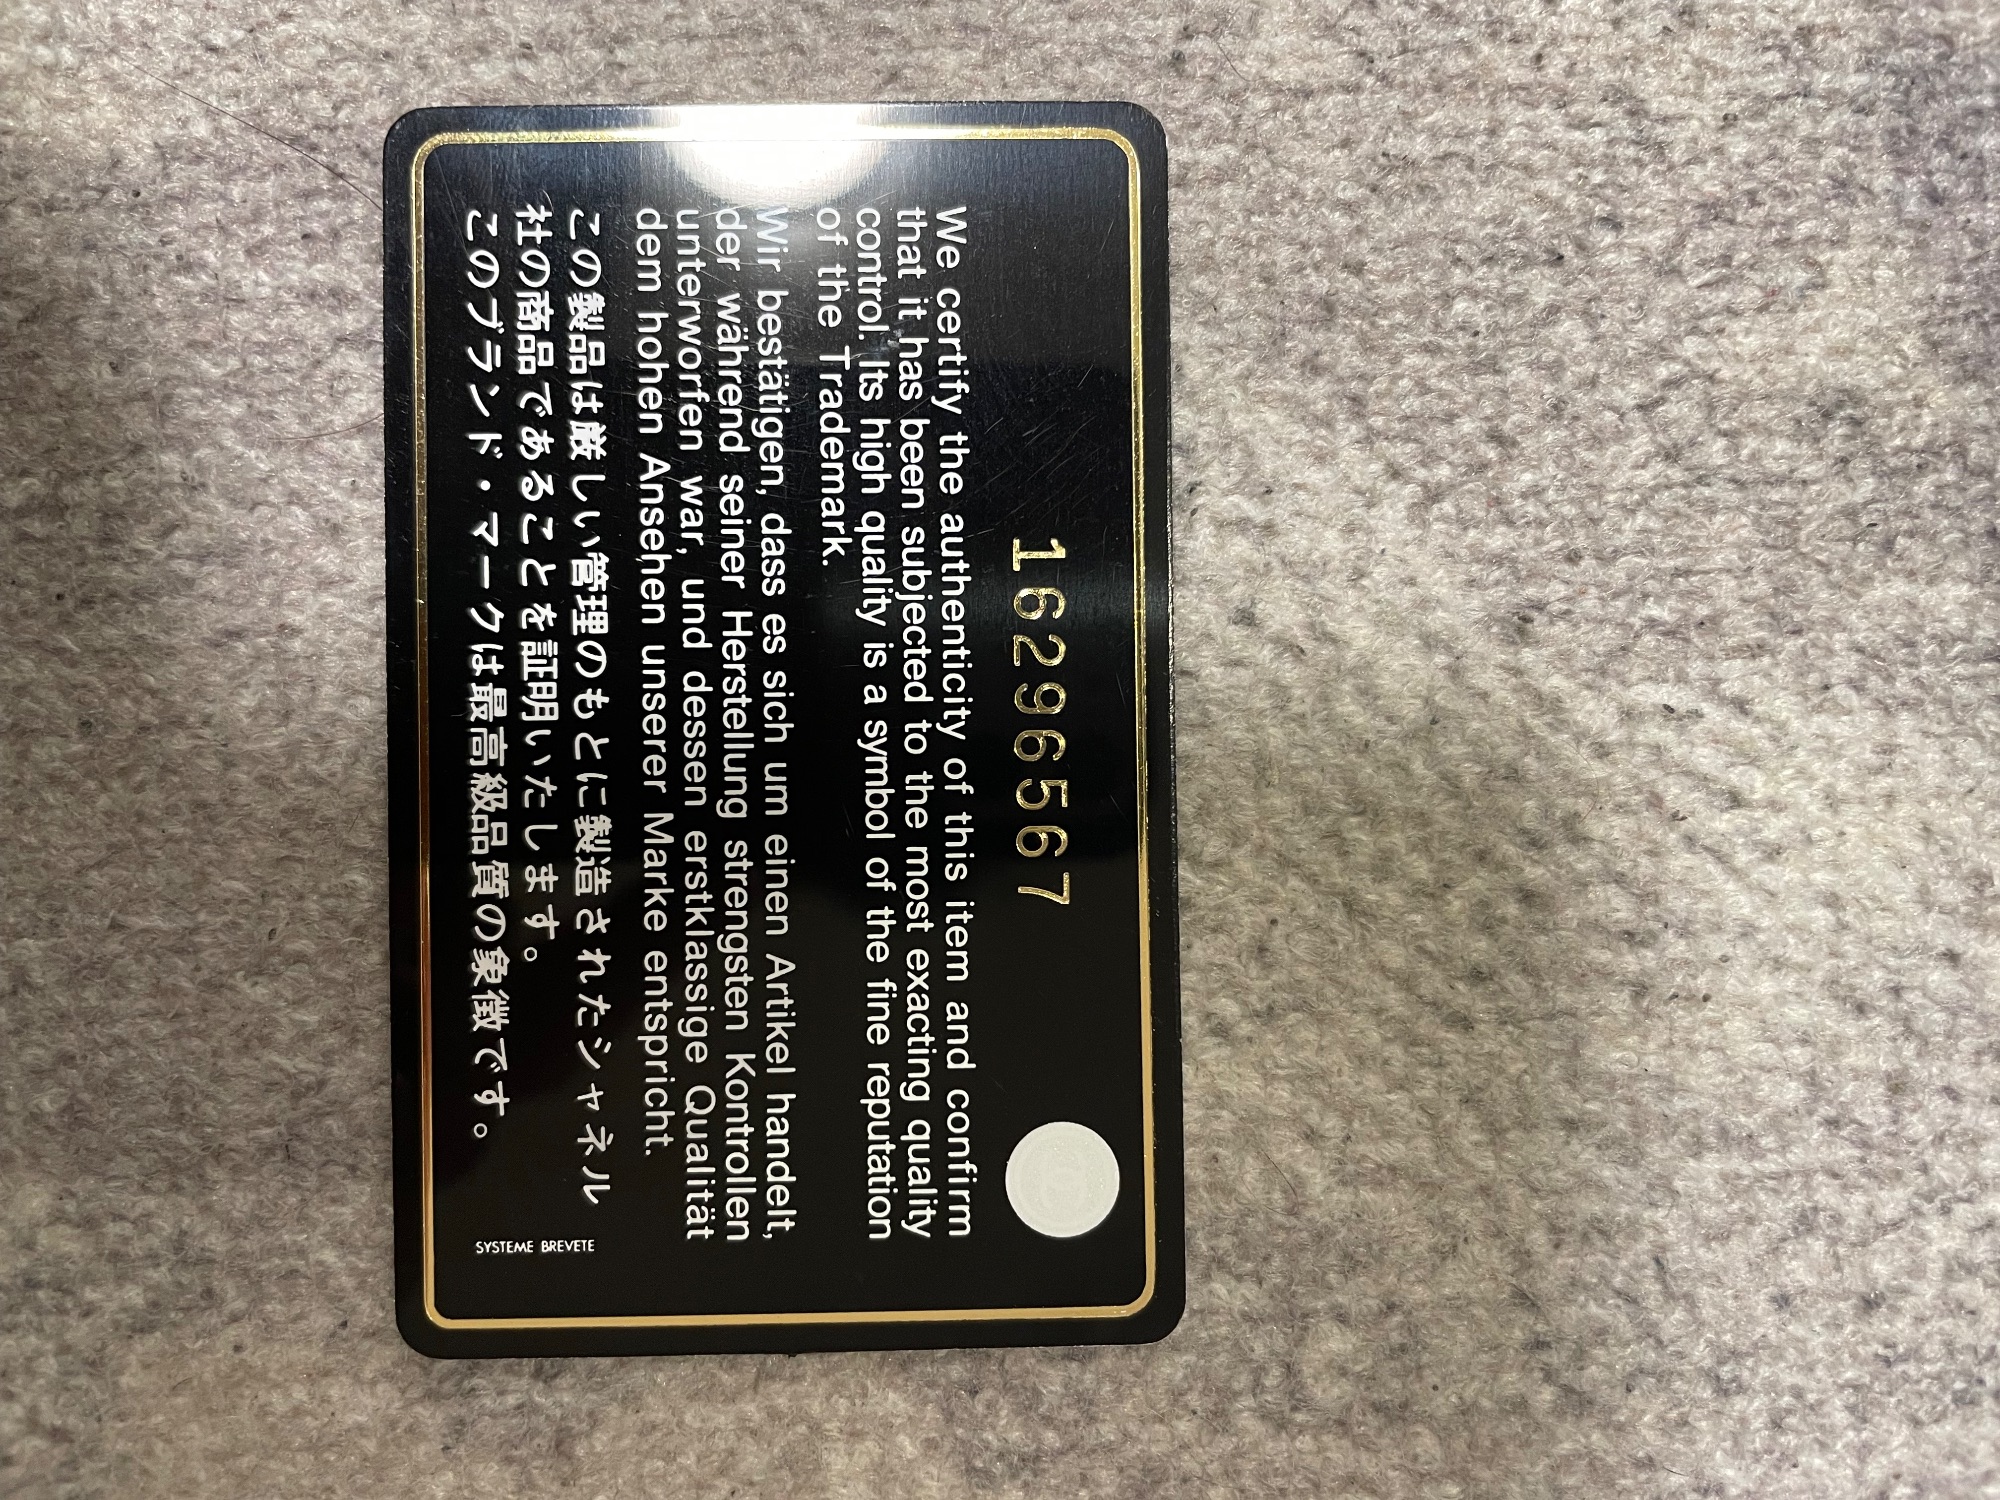 16296567
We certify the authenticity of this item and confirm
that it has been subjected to the most exacting quality
control. Its high quality is a symbol of the fine reputation
of the Trademark.
Wir bestätigen, dass es sich um einen Artikel handelt,
der während seiner Herstellung strengsten Kontrollen
unterworfen war, und dessen erstklassige Qualität
dem hohen Ansehen unserer Marke entspricht.
この製品は厳しい管理のもとに製造されたシャネル
社の商品であることを証明いたします。
このブランド・マークは最高級品質の象徴です。
SYSTEME BREVETE